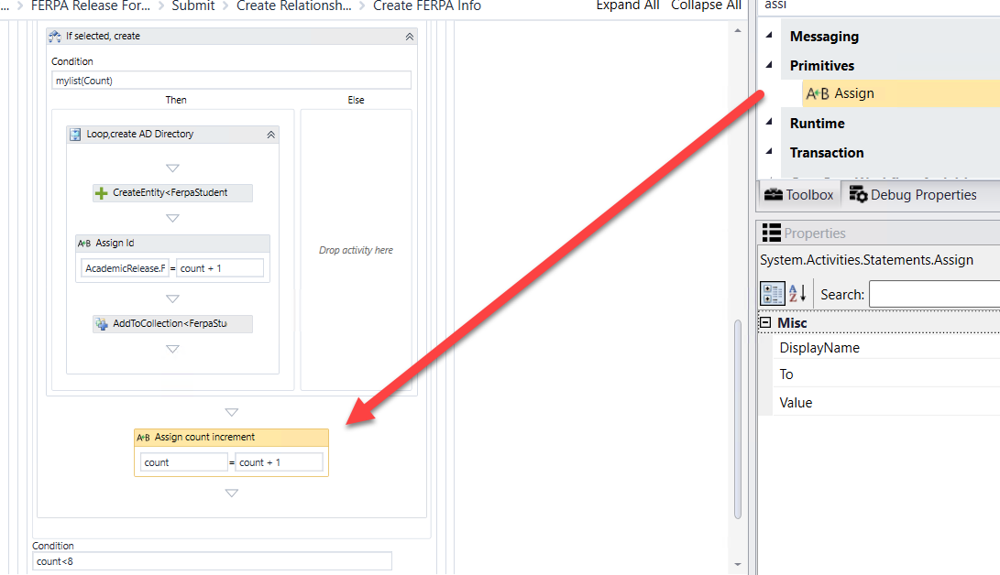 ... > FERPA Release For... > Submit > Create Relationsh... > Create FERPA Info
Expand All Collapse All
assi
If selected, create
Condition
mylist(Count)
Then Else
Loop,create AD Directory
CreateEntity<FerpaStudent
A+B Assign Id
AcademicRelease.F = count + 1
Drop activity here
AddToCollection<FerpaStu
A+B Assign count increment
count = count + 1
Condition
count<8
Messaging
Primitives
A+B Assign
Runtime
Transaction
Toolbox Debug Properties
Properties
System.Activities.Statements.Assign
A Z Search:
Misc
DisplayName
To
Value